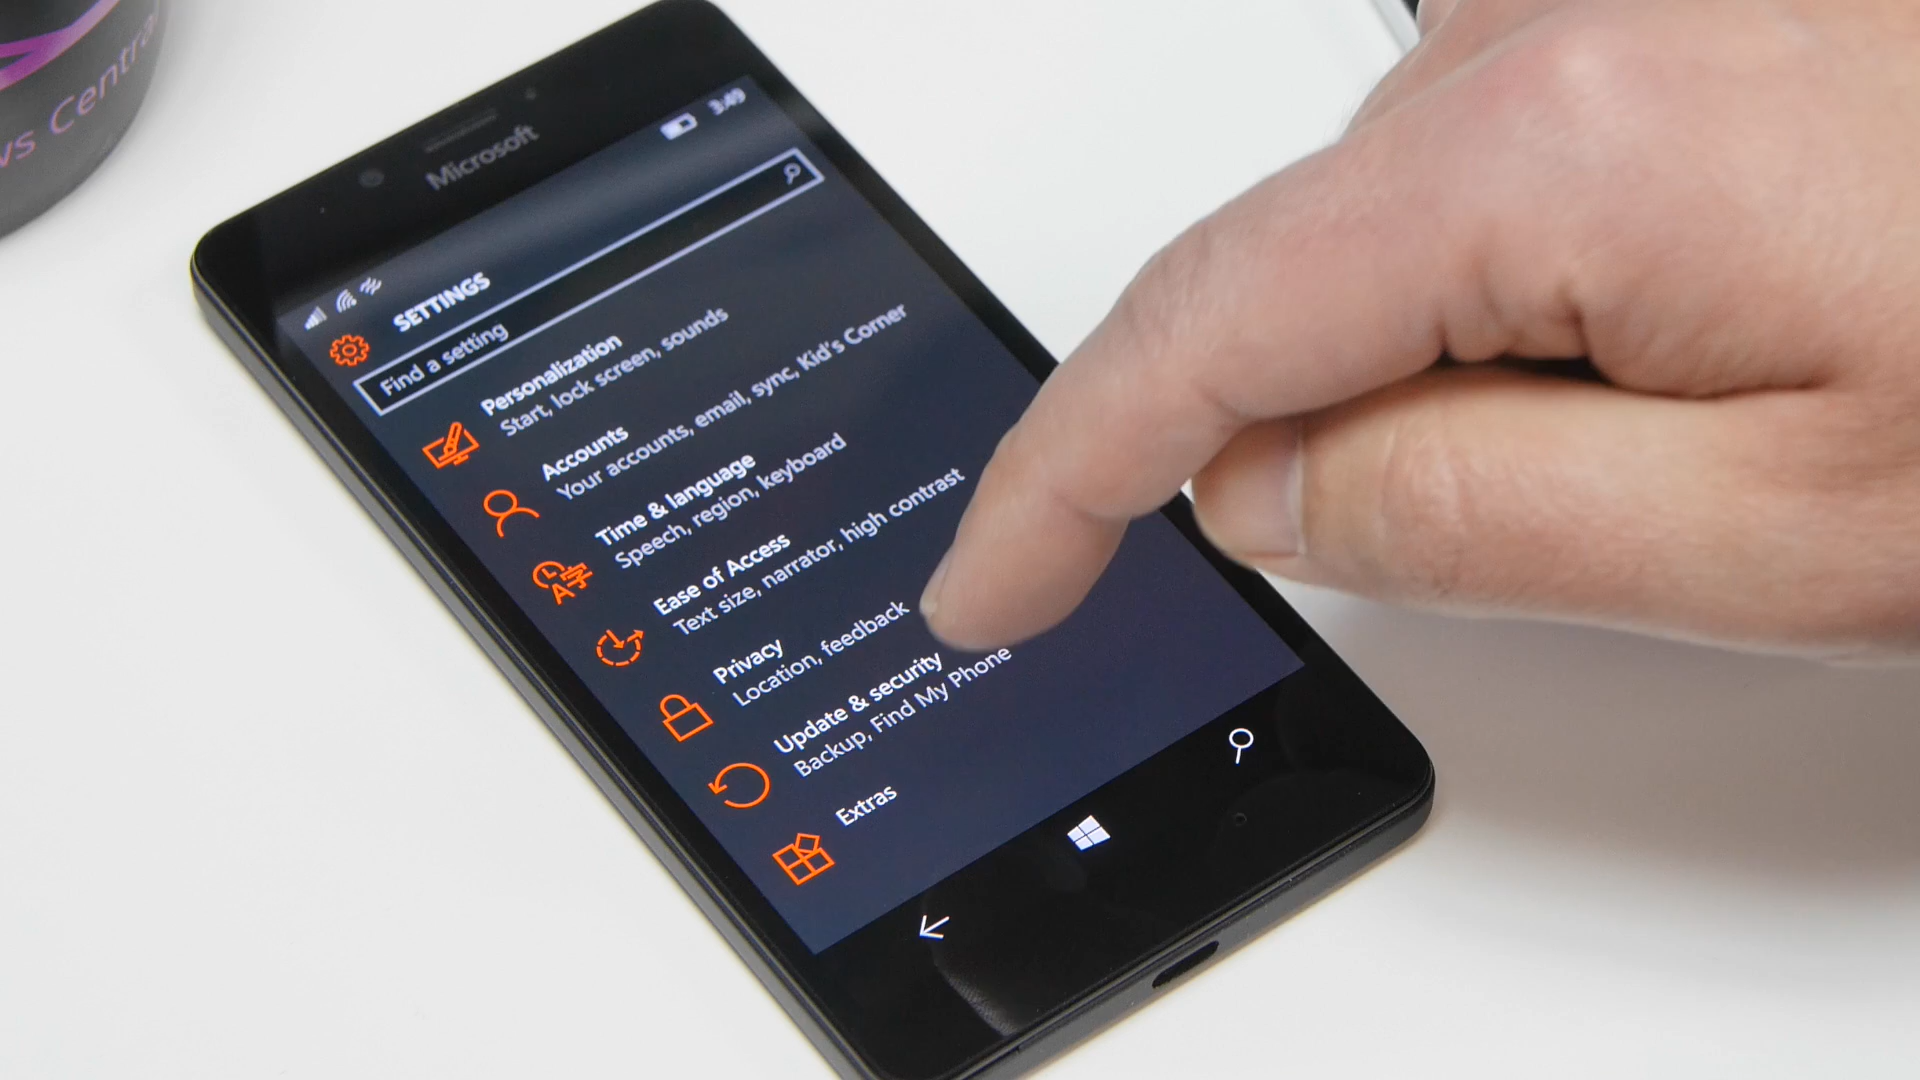 ws Central
Microsoft
3:49
SETTINGS
Find a setting
Personalization
Start, lock screen, sounds
Accounts
Your accounts, email, sync, Kid's Corner
Time & language
Speech, region, keyboard
Ease of Access
Text size, narrator, high contrast
Privacy
Location, feedback
Update & security
Backup, Find My Phone
Extras